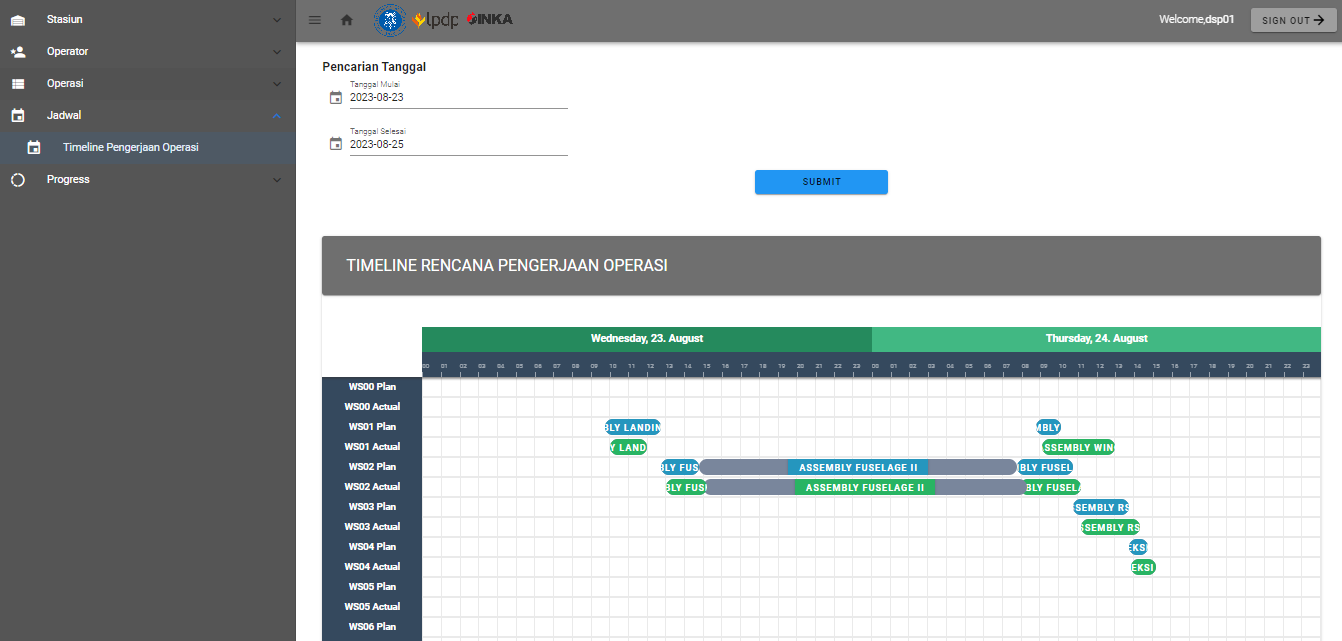 Stasiun
Operator
Operasi
Jadwal
Timeline Pengerjaan Operasi
Progress
lpdp INKA
Welcome,dsp01
SIGN OUT
Pencarian Tanggal
Tanggal Mulai
2023-08-23
Tanggal Selesai
2023-08-25
SUBMIT
TIMELINE RENCANA PENGERJAAN OPERASI
Wednesday, 23. August Thursday, 24. August
00 01 02 03 04 05 06 07 08 09 10 11 12 13 14 15 16 17 18 19 20 21 22 23 00 01 02 03 04 05 06 07 08 09 10 11 12 13 14 15 16 17 18 19 20 21 22 23
WS00 Plan
WS00 Actual
WS01 Plan BLY LANDIN MBLY
WS01 Actual Y LAND SSEMBLY WING
WS02 Plan LY FUS ASSEMBLY FUSELAGE II BLY FUSEL
WS02 Actual BLY FUS ASSEMBLY FUSELAGE II BLY FUSELA
WS03 Plan SEMBLY RS
WS03 Actual SSEMBLY RS
WS04 Plan EKSI
WS04 Actual EKSI
WS05 Plan
WS05 Actual
WS06 Plan